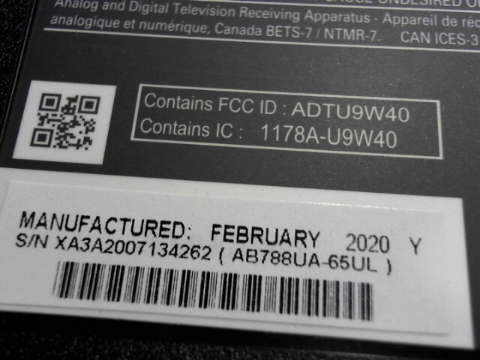 Analog and Digital Television Receiving Apparatus - Appareil de réc
analogique et numérique, Canada BETS-7 / NTMR-7. CAN ICES-3
Contains FCC ID : ADTU9W40
Contains IC : 1178A-U9W40
MANUFACTURED: FEBRUARY 2020 Y
S/N XA3A2007134262 ( AB788UA-65UL )